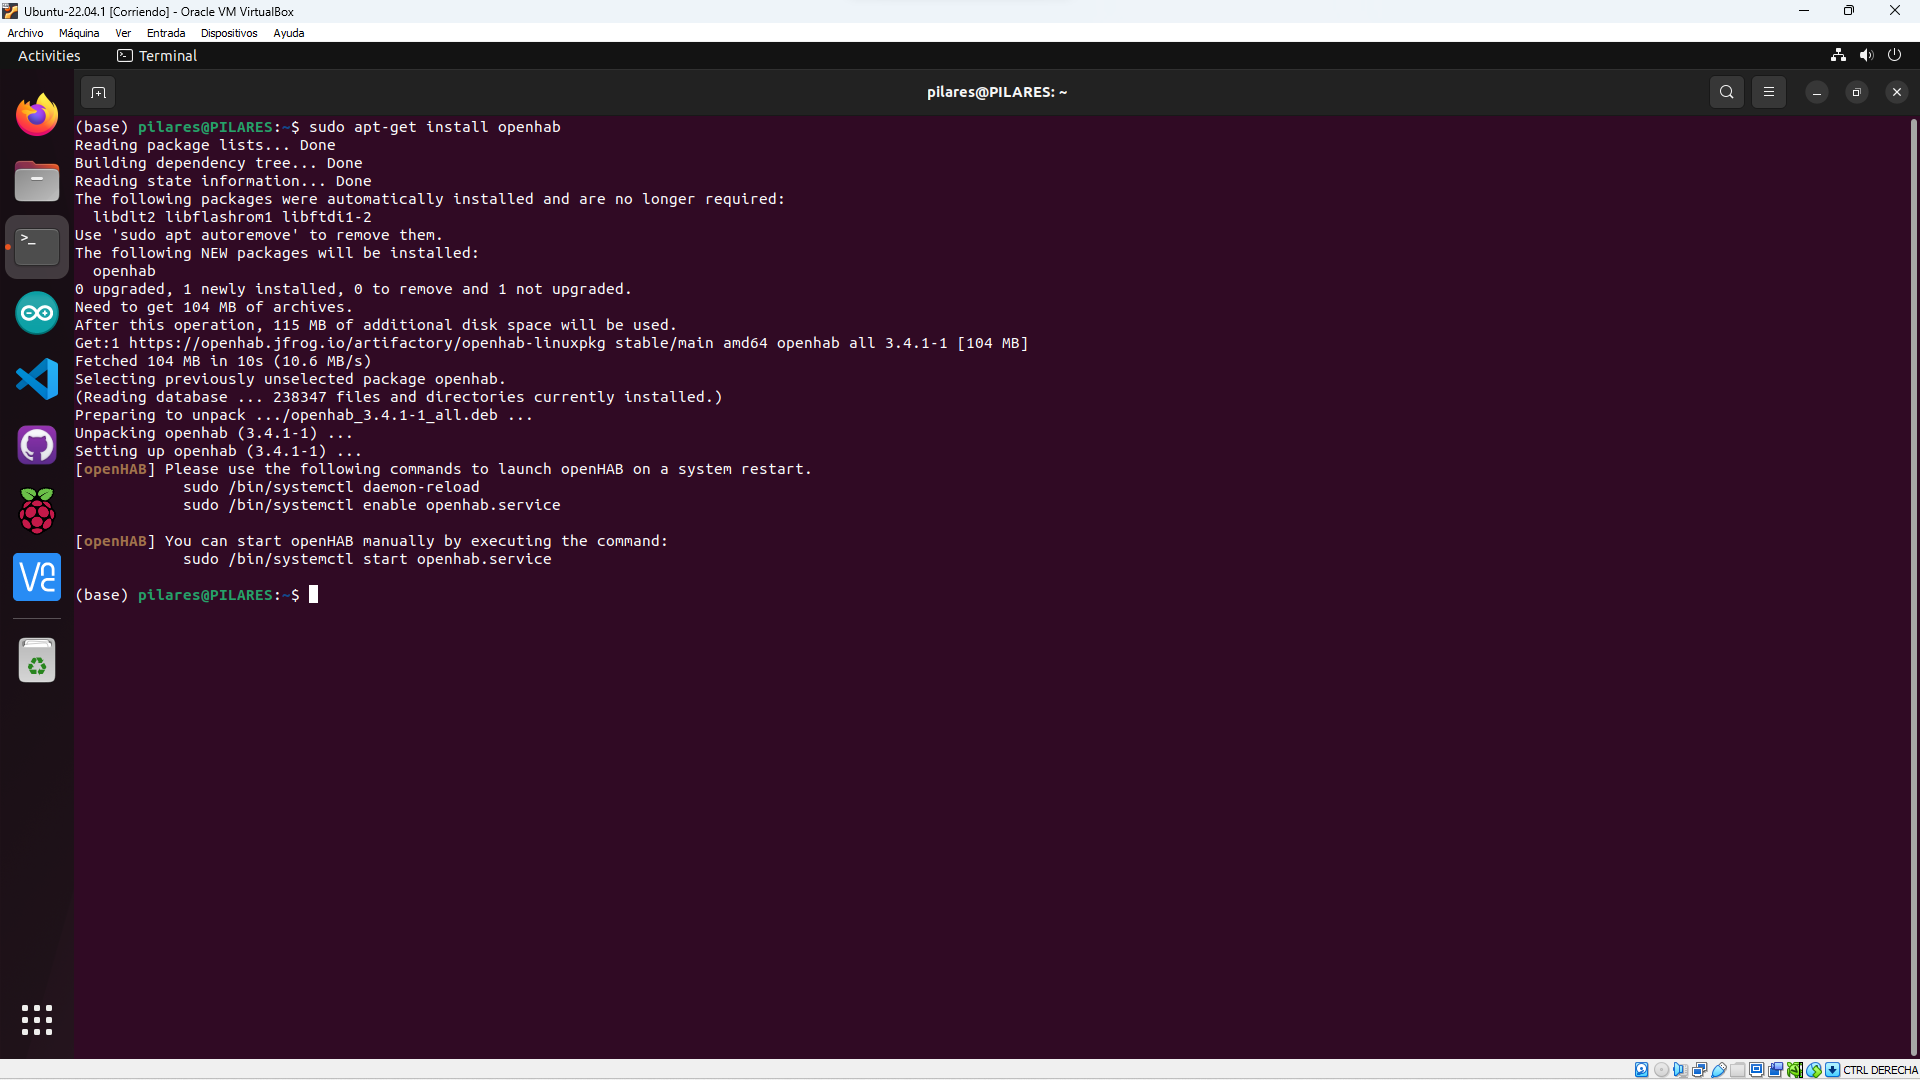 Ubuntu-22.04.1 [Corriendo] - Oracle VM VirtualBox
Archivo Máquina Ver Entrada Dispositivos Ayuda
Activities Terminal
pilares@PILARES: ~
(base) pilares@PILARES:~$ sudo apt-get install openhab
Reading package lists... Done
Building dependency tree... Done
Reading state information... Done
The following packages were automatically installed and are no longer required:
  libdlt2 libflashrom1 libftdi1-2
Use 'sudo apt autoremove' to remove them.
The following NEW packages will be installed:
  openhab
0 upgraded, 1 newly installed, 0 to remove and 1 not upgraded.
Need to get 104 MB of archives.
After this operation, 115 MB of additional disk space will be used.
Get:1 https://openhab.jfrog.io/artifactory/openhab-linuxpkg stable/main amd64 openhab all 3.4.1-1 [104 MB]
Fetched 104 MB in 10s (10.6 MB/s)
Selecting previously unselected package openhab.
(Reading database ... 238347 files and directories currently installed.)
Preparing to unpack .../openhab_3.4.1-1_all.deb ...
Unpacking openhab (3.4.1-1) ...
Setting up openhab (3.4.1-1) ...
[openHAB] Please use the following commands to launch openHAB on a system restart.
            sudo /bin/systemctl daemon-reload
            sudo /bin/systemctl enable openhab.service
[openHAB] You can start openHAB manually by executing the command:
            sudo /bin/systemctl start openhab.service
(base) pilares@PILARES:~$
CTRL DERECHA